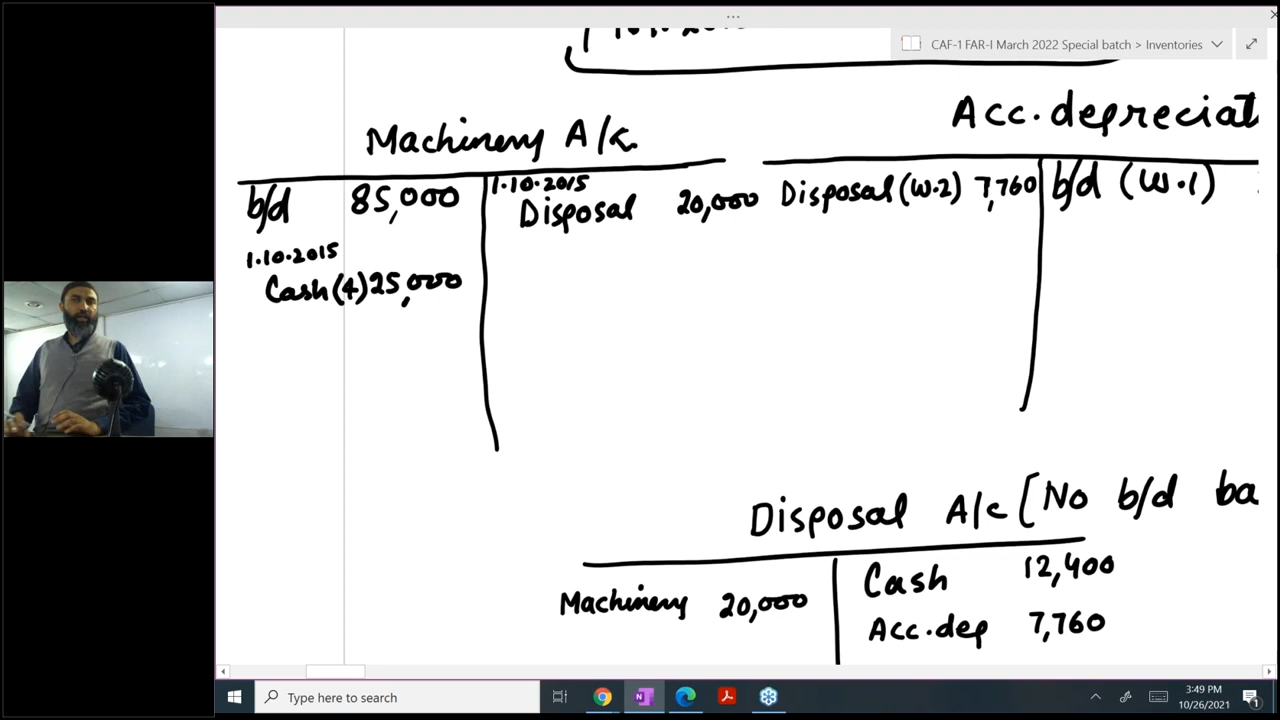 CAF-1 FAR-I March 2022 Special batch > Inventories
Machinery A/c
Acc.depreciat
b/d 85,000
1.10.2015
Disposal 20,000
Disposal (W.2) 7,760
b/d (W.1)
1.10.2015
Cash (4) 25,000
Disposal A/c [No b/d ba
Machinery 20,000
Cash 12,400
Acc.dep 7,760
Type here to search
3:49 PM
10/26/2021
1